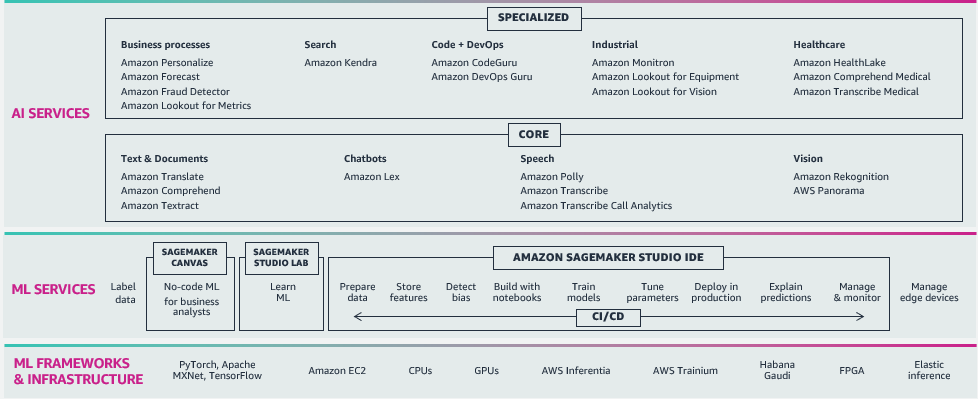 SPECIALIZED
AI SERVICES
Business processes
Amazon Personalize
Amazon Forecast
Amazon Fraud Detector
Amazon Lookout for Metrics
Search
Amazon Kendra
Code + DevOps
Amazon CodeGuru
Amazon DevOps Guru
Industrial
Amazon Monitron
Amazon Lookout for Equipment
Amazon Lookout for Vision
Healthcare
Amazon HealthLake
Amazon Comprehend Medical
Amazon Transcribe Medical
CORE
Text & Documents
Amazon Translate
Amazon Comprehend
Amazon Textract
Chatbots
Amazon Lex
Speech
Amazon Polly
Amazon Transcribe
Amazon Transcribe Call Analytics
Vision
Amazon Rekognition
AWS Panorama
ML SERVICES
Label
data
SAGEMAKER
CANVAS
No-code ML
for business
analysts
SAGEMAKER
STUDIO LAB
Learn
ML
AMAZON SAGEMAKER STUDIO IDE
Prepare
data
Store
features
Detect
bias
Build with
notebooks
Train
models
Tune
parameters
Deploy in
production
Explain
predictions
Manage
& monitor
CI/CD
Manage
edge devices
ML FRAMEWORKS
& INFRASTRUCTURE
PyTorch, Apache
MXNet, TensorFlow
Amazon EC2
CPUs
GPUs
AWS Inferentia
AWS Trainium
Habana
Gaudi
FPGA
Elastic
inference